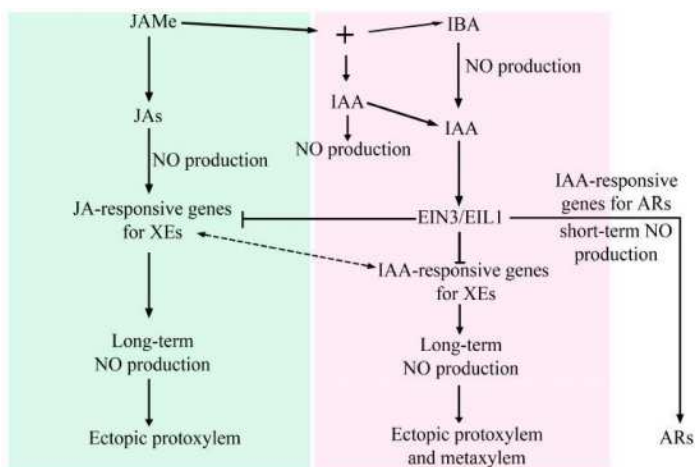 JAMe
+
IBA
NO production
IAA
JAs
IAA
NO production
NO production
IAA-responsive
genes for ARs
JA-responsive genes
for XEs
EIN3/EIL1
short-term NO
production
IAA-responsive genes
for XEs
Long-term
NO production
Long-term
NO production
Ectopic protoxylem
Ectopic protoxylem
and metaxylem
ARs